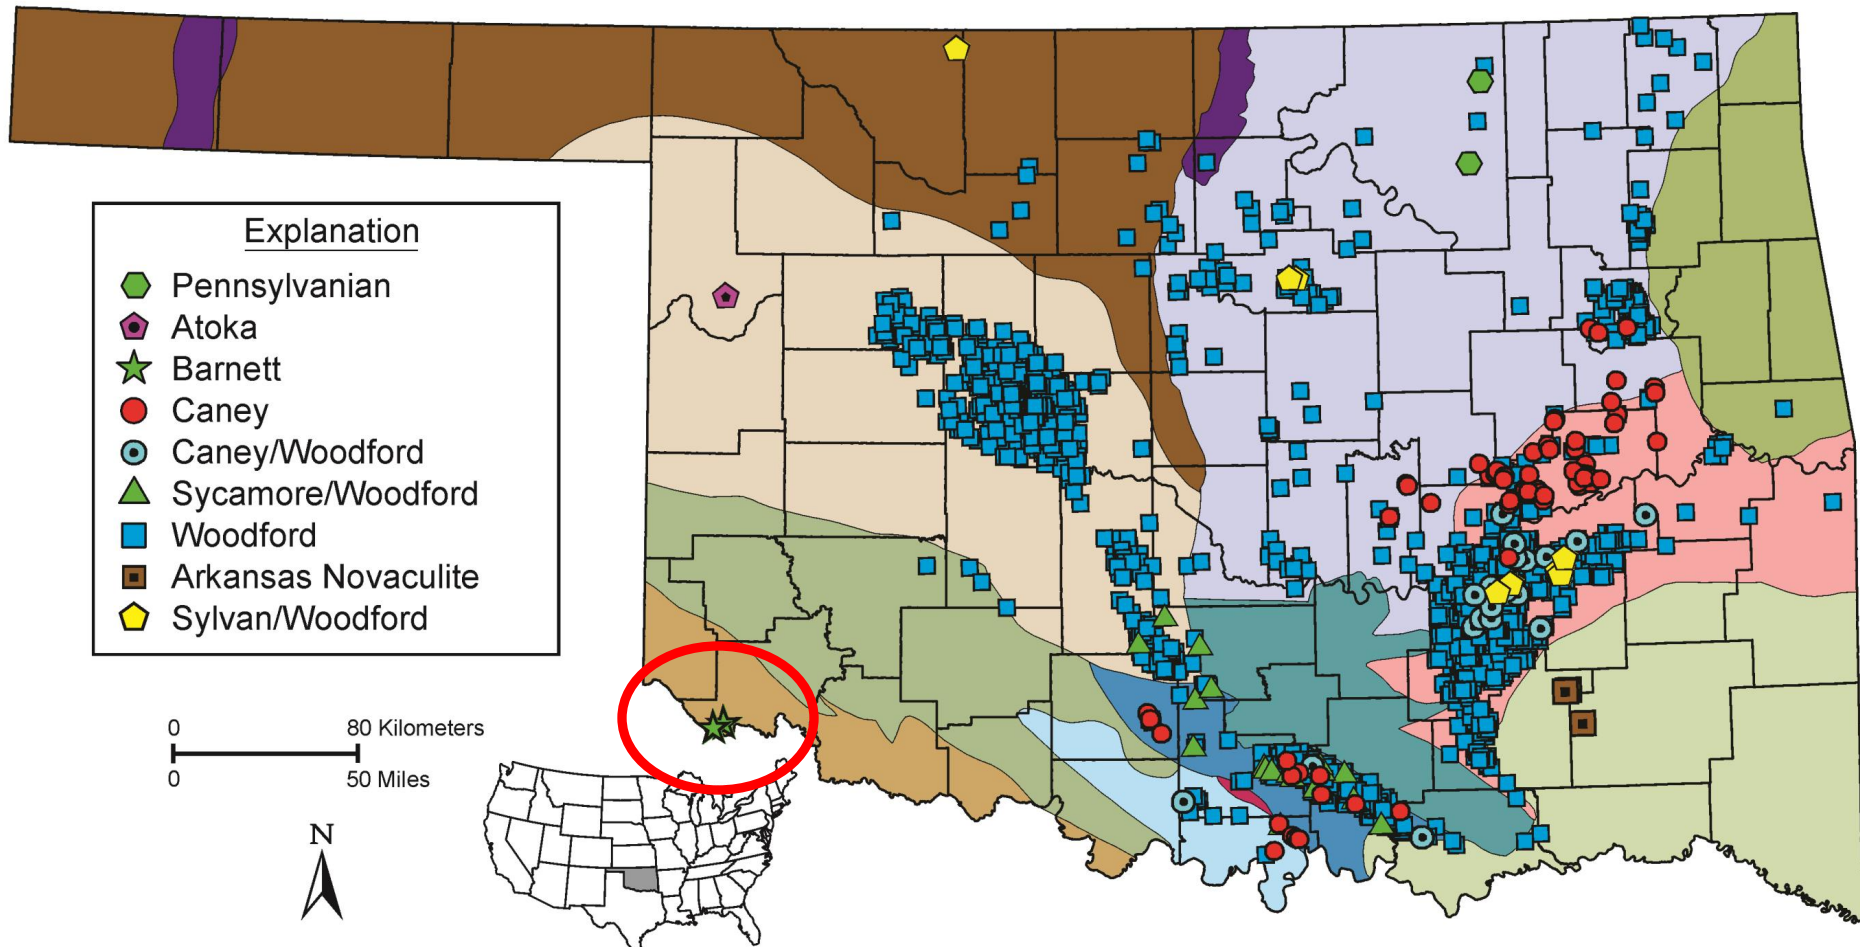 Explanation
Pennsylvanian
Atoka
Barnett
Caney
Caney/Woodford
Sycamore/Woodford
Woodford
Arkansas Novaculite
Sylvan/Woodford
0 80 Kilometers
0 50 Miles
N